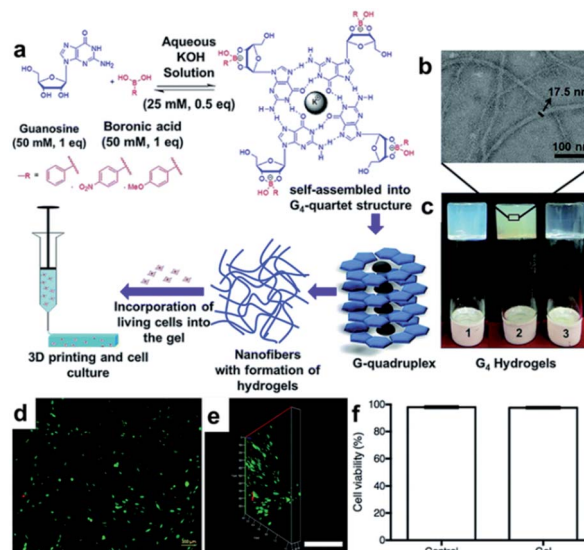 a
Aqueous
KOH
Solution
(25 mM, 0.5 eq)
Guanosine
(50 mM, 1 eq)
Boronic acid
(50 mM, 1 eq)
self-assembled into
G4-quartet structure
b
17.5 nm
100 nm
c
1
2
3
G4 Hydrogels
G-quadruplex
Nanofibers
with formation of
hydrogels
Incorporation of
living cells into
the gel
3D printing and cell
culture
d
e
f
Cell viability (%)
100
80
60
40
20
0